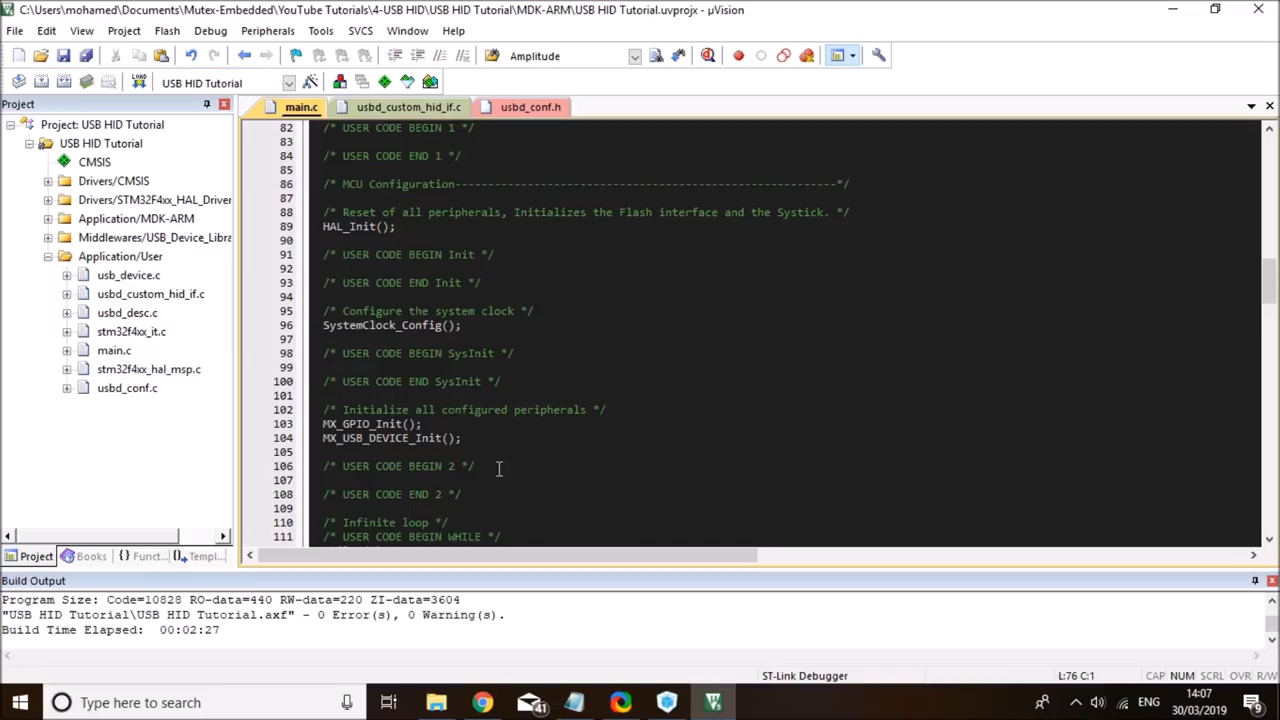 C:\Users\mohamed\Documents\Mutex-Embedded\YouTube Tutorials\4-USB HID\USB HID Tutorial\MDK-ARM\USB HID Tutorial.uvprojx - µVision
File Edit View Project Flash Debug Peripherals Tools SVCS Window Help
Amplitude
LOAD USB HID Tutorial
Project
Project: USB HID Tutorial
USB HID Tutorial
CMSIS
Drivers/CMSIS
Drivers/STM32F4xx_HAL_Driver
Application/MDK-ARM
Middlewares/USB_Device_Libra
Application/User
usb_device.c
usbd_custom_hid_if.c
usbd_desc.c
stm32f4xx_it.c
main.c
stm32f4xx_hal_msp.c
usbd_conf.c
Project Books Funct... Templ...
main.c usbd_custom_hid_if.c usbd_conf.h
82 /* USER CODE BEGIN 1 */
83
84 /* USER CODE END 1 */
85
86 /* MCU Configuration----------------------------------------------------------*/
87
88 /* Reset of all peripherals, Initializes the Flash interface and the Systick. */
89 HAL_Init();
90
91 /* USER CODE BEGIN Init */
92
93 /* USER CODE END Init */
94
95 /* Configure the system clock */
96 SystemClock_Config();
97
98 /* USER CODE BEGIN SysInit */
99
100 /* USER CODE END SysInit */
101
102 /* Initialize all configured peripherals */
103 MX_GPIO_Init();
104 MX_USB_DEVICE_Init();
105
106 /* USER CODE BEGIN 2 */
107
108 /* USER CODE END 2 */
109
110 /* Infinite loop */
111 /* USER CODE BEGIN WHILE */
Build Output
Program Size: Code=10828 RO-data=440 RW-data=220 ZI-data=3604
"USB HID Tutorial\USB HID Tutorial.axf" - 0 Error(s), 0 Warning(s).
Build Time Elapsed:  00:02:27
ST-Link Debugger L:76 C:1 CAP NUM SCRL OVR R/
Type here to search
41
ENG
14:07
30/03/2019
9